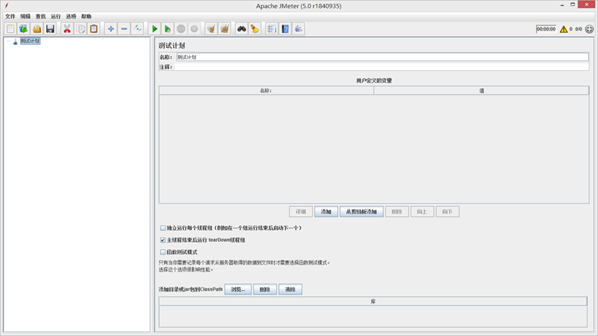 Apache JMeter (5.0 r1840935)
文件 编辑 查找 运行 选项 帮助
00:00:00 0 0/0
测试计划
测试计划
名称: 测试计划
注释:
用户定义的变量
名称: 值
详细 添加 从剪贴板添加 删除 向上 向下
独立运行每个线程组（例如在一个组运行结束后启动下一个）
主线程结束后运行 tearDown线程组
函数测试模式
只有当你需要记录每个请求从服务器取得的数据到文件时才需要选择函数测试模式。
选择这个选项很影响性能。
添加目录或jar包到ClassPath 浏览... 删除 清除
库